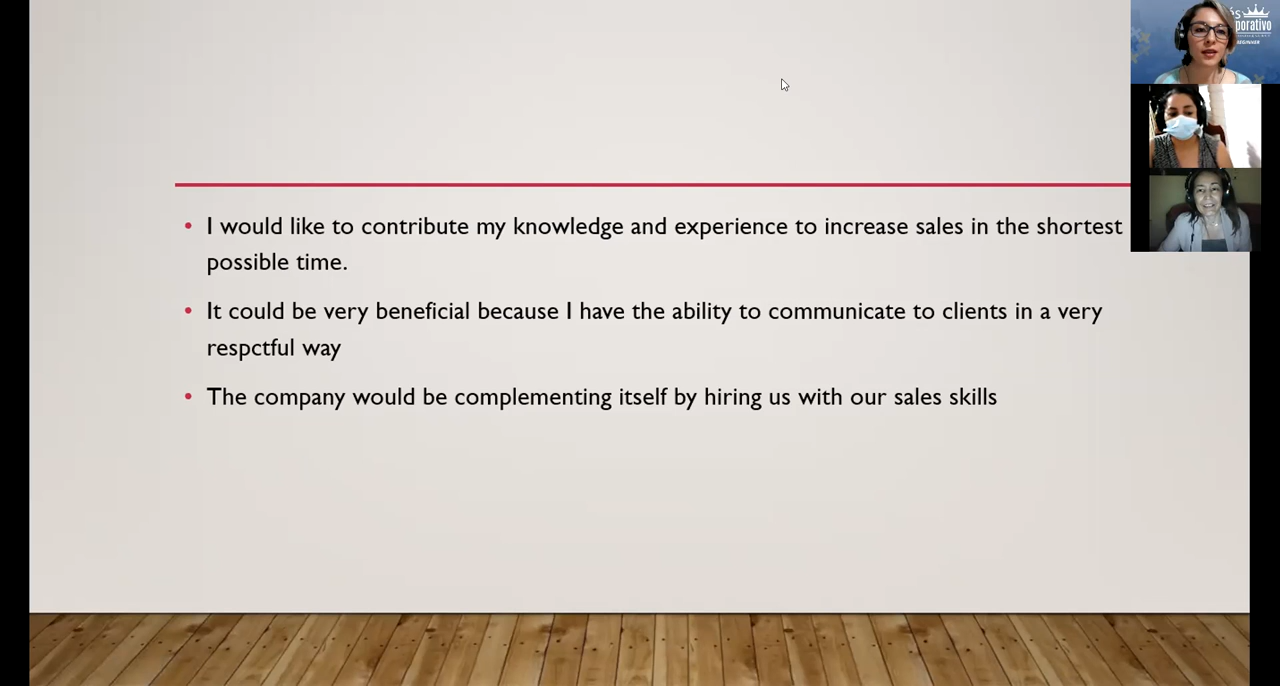 I would like to contribute my knowledge and experience to increase sales in the shortest
possible time.
It could be very beneficial because I have the ability to communicate to clients in a very
respctful way
The company would be complementing itself by hiring us with our sales skills
BEGINNER